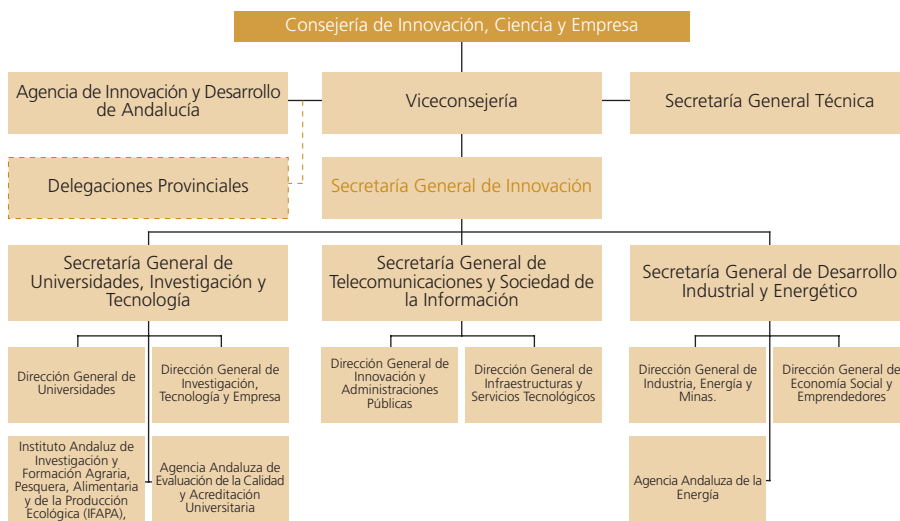 Consejería de Innovación, Ciencia y Empresa
Agencia de Innovación y Desarrollo
de Andalucía
Viceconsejería
Secretaría General Técnica
Delegaciones Provinciales
Secretaría General de Innovación
Secretaría General de
Universidades, Investigación y
Tecnología
Secretaría General de
Telecomunicaciones y Sociedad de
la Información
Secretaría General de Desarrollo
Industrial y Energético
Dirección General de
Universidades
Dirección General de
Investigación,
Tecnología y Empresa
Dirección General de
Innovación y
Administraciones
Públicas
Dirección General de
Infraestructuras y
Servicios Tecnológicos
Dirección General de
Industria, Energía y
Minas.
Dirección General de
Economía Social y
Emprendedores
Instituto Andaluz de
Investigación y
Formación Agraria,
Pesquera, Alimentaria
y de la Producción
Ecológica (IFAPA),
Agencia Andaluza de
Evaluación de la Calidad
y Acreditación
Universitaria
Agencia Andaluza de la
Energía